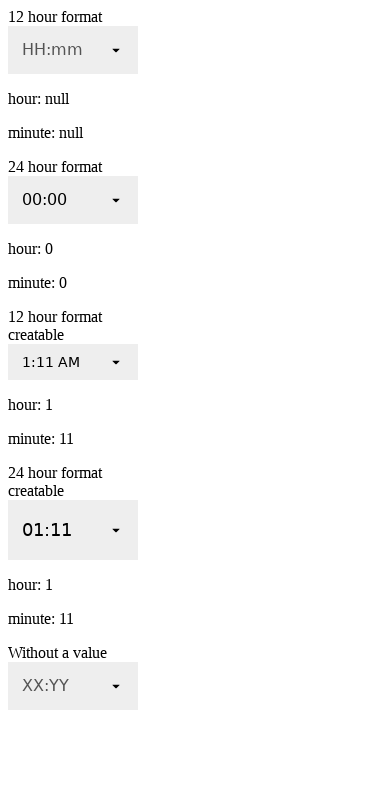 12 hour format
HH:mm
hour: null
minute: null
24 hour format
00:00
hour: 0
minute: 0
12 hour format
creatable
1:11 AM
hour: 1
minute: 11
24 hour format
creatable
01:11
hour: 1
minute: 11
Without a value
XX:YY